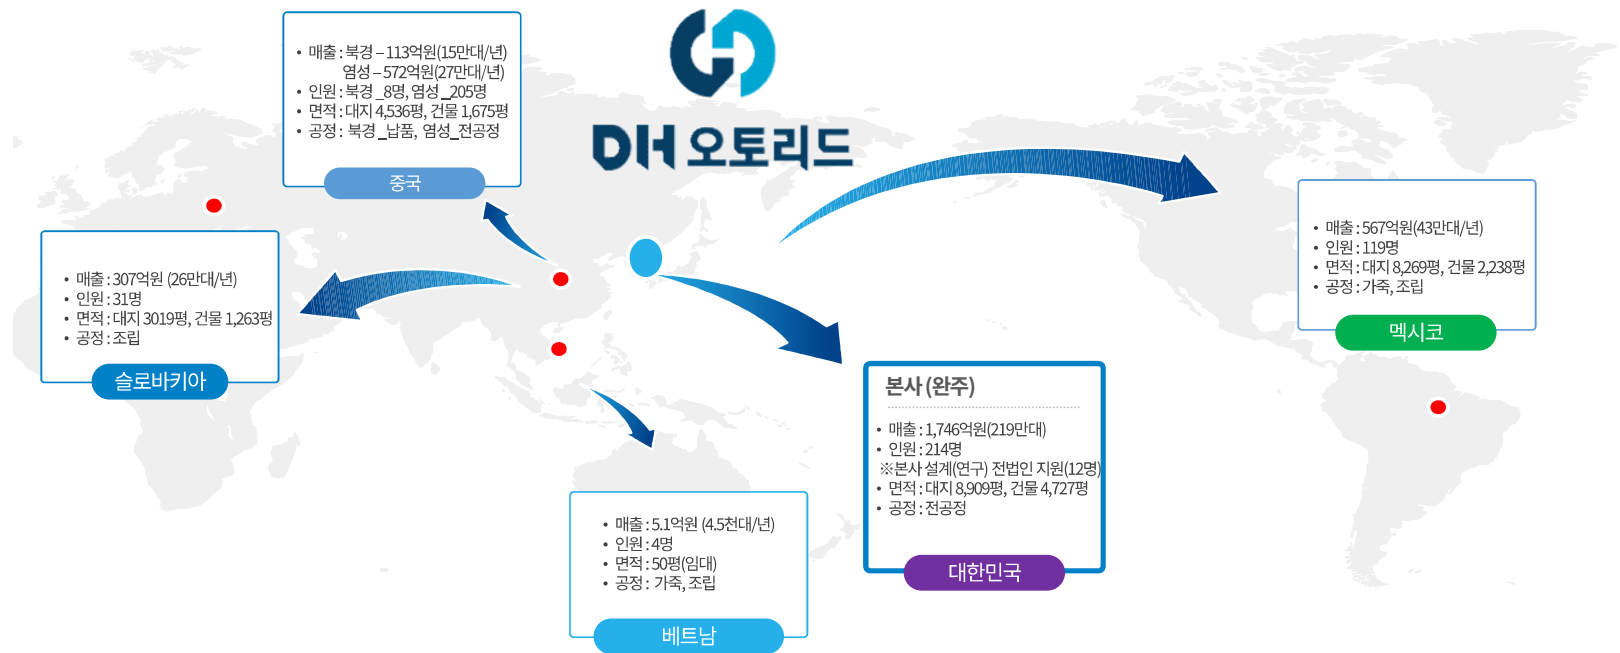 • 매출 : 북경 – 113억원(15만대/년)
염성 – 572억원(27만대/년)
• 인원 : 북경 _8명, 염성 _205명
• 면적 : 대지 4,536평, 건물 1,675평
• 공정 : 북경 _납품, 염성_전공정
중국
DH 오토리드
• 매출 : 307억원 (26만대/년)
• 인원 : 31명
• 면적 : 대지 3019평, 건물 1,263평
• 공정 : 조립
슬로바키아
• 매출 : 567억원(43만대/년)
• 인원 : 119명
• 면적 : 대지 8,269평, 건물 2,238평
• 공정 : 가죽, 조립
멕시코
본사 (완주)
• 매출 : 1,746억원(219만대)
• 인원 : 214명
※본사 설계(연구) 전법인 지원(12명)
• 면적 : 대지 8,909평, 건물 4,727평
• 공정 : 전공정
대한민국
• 매출 : 5.1억원 (4.5천대/년)
• 인원 : 4명
• 면적 : 50평(임대)
• 공정 : 가죽, 조립
베트남